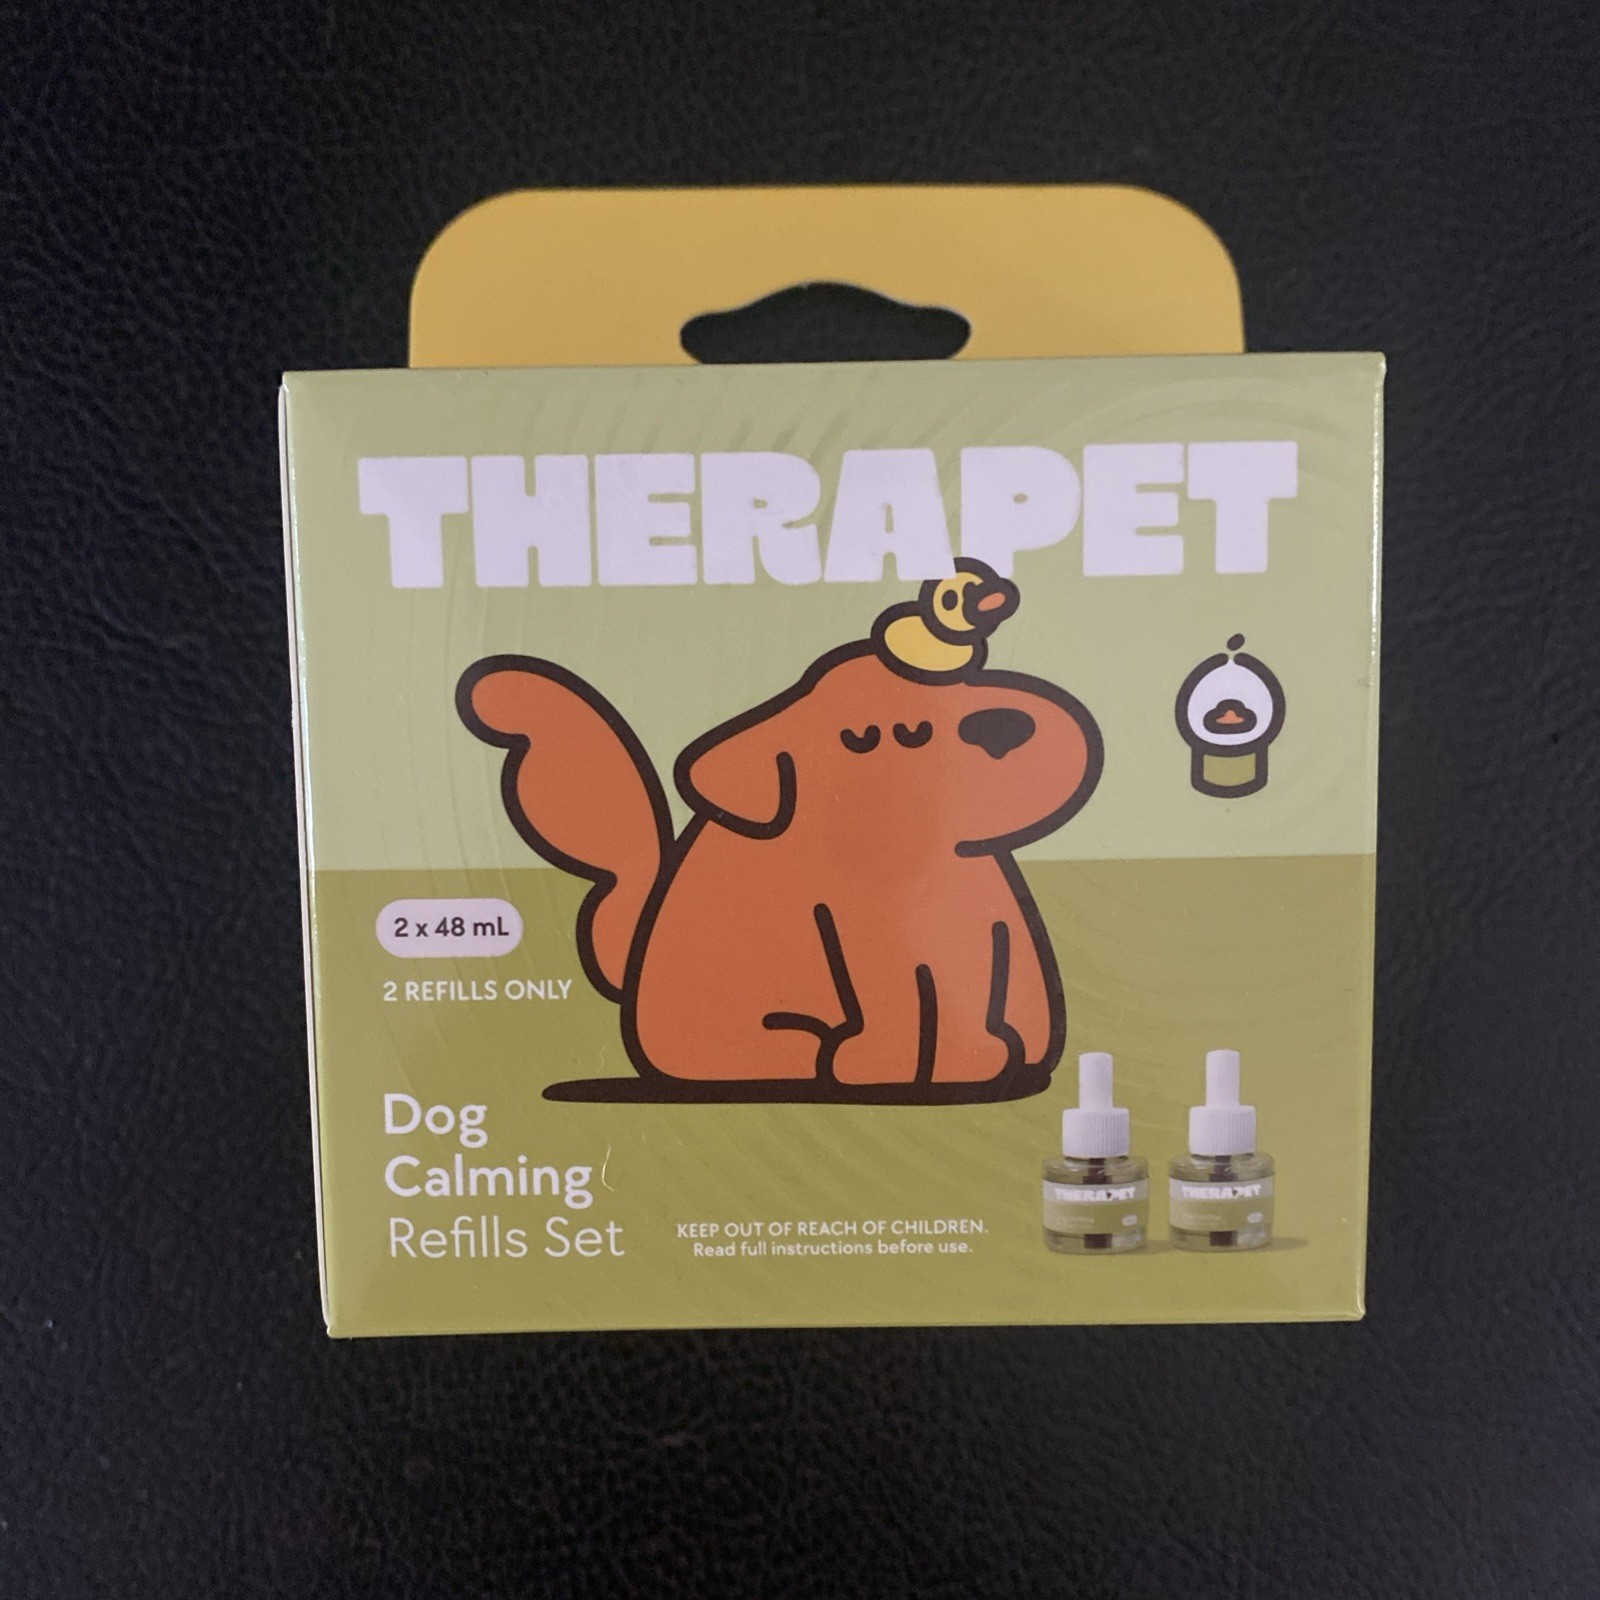 THERAPET
2 x 48 mL
2 REFILLS ONLY
Dog
Calming
Refills Set
KEEP OUT OF REACH OF CHILDREN.
Read full instructions before use.
THERAPET
THERAPET